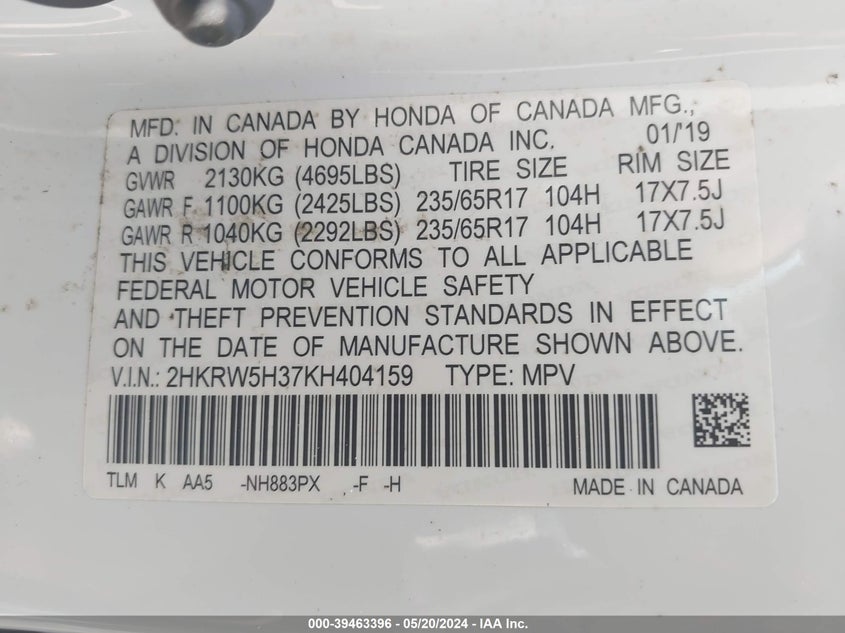 MFD. IN CANADA BY HONDA OF CANADA MFG.,
A DIVISION OF HONDA CANADA INC. 01/'19
GVWR 2130KG (4695LBS) TIRE SIZE RIM SIZE
GAWR F 1100KG (2425LBS) 235/65R17 104H 17X7.5J
GAWR R 1040KG (2292LBS) 235/65R17 104H 17X7.5J
THIS VEHICLE CONFORMS TO ALL APPLICABLE
FEDERAL MOTOR VEHICLE SAFETY
AND THEFT PREVENTION STANDARDS IN EFFECT
ON THE DATE OF MANUFACTURE SHOWN ABOVE.
V.I.N.: 2HKRW5H37KH404159 TYPE: MPV
TLM K AA5 -NH883PX -F -H MADE IN CANADA
000-39463396 - 05/20/2024 - IAA Inc.